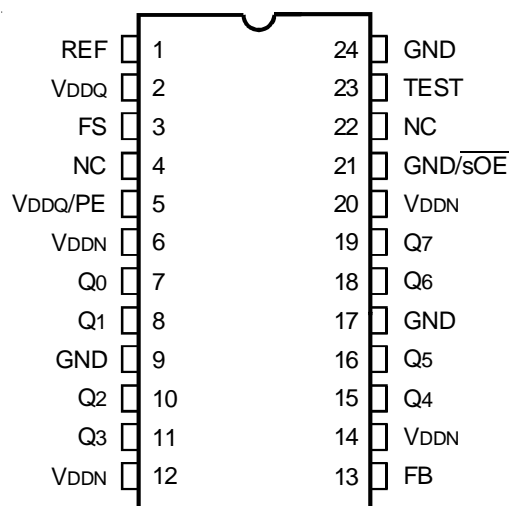 REF 1 24 GND
VDDQ 2 23 TEST
FS 3 22 NC
NC 4 21 GND/sOE
VDDQ/PE 5 20 VDDN
VDDN 6 19 Q7
Q0 7 18 Q6
Q1 8 17 GND
GND 9 16 Q5
Q2 10 15 Q4
Q3 11 14 VDDN
VDDN 12 13 FB